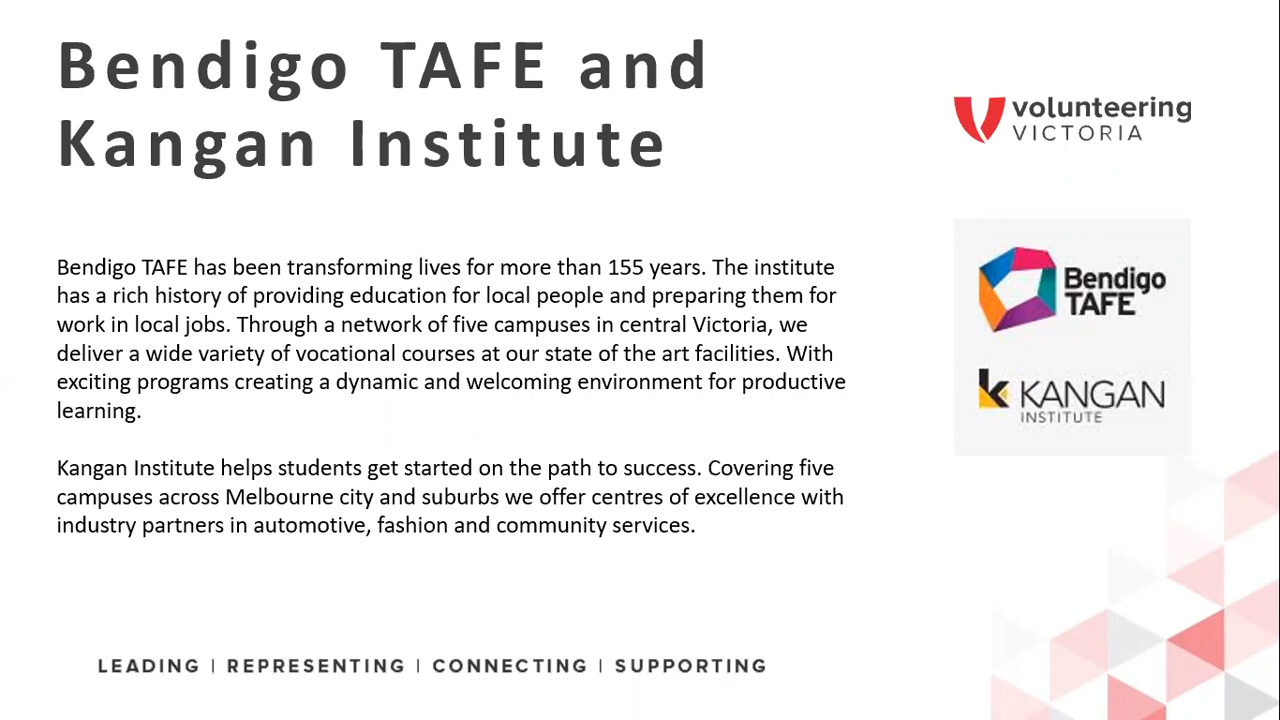 Bendigo TAFE and
Kangan Institute
volunteering
VICTORIA
Bendigo TAFE has been transforming lives for more than 155 years. The institute
has a rich history of providing education for local people and preparing them for
work in local jobs. Through a network of five campuses in central Victoria, we
deliver a wide variety of vocational courses at our state of the art facilities. With
exciting programs creating a dynamic and welcoming environment for productive
learning.
Kangan Institute helps students get started on the path to success. Covering five
campuses across Melbourne city and suburbs we offer centres of excellence with
industry partners in automotive, fashion and community services.
Bendigo
TAFE
KANGAN
INSTITUTE
LEADING | REPRESENTING | CONNECTING | SUPPORTING